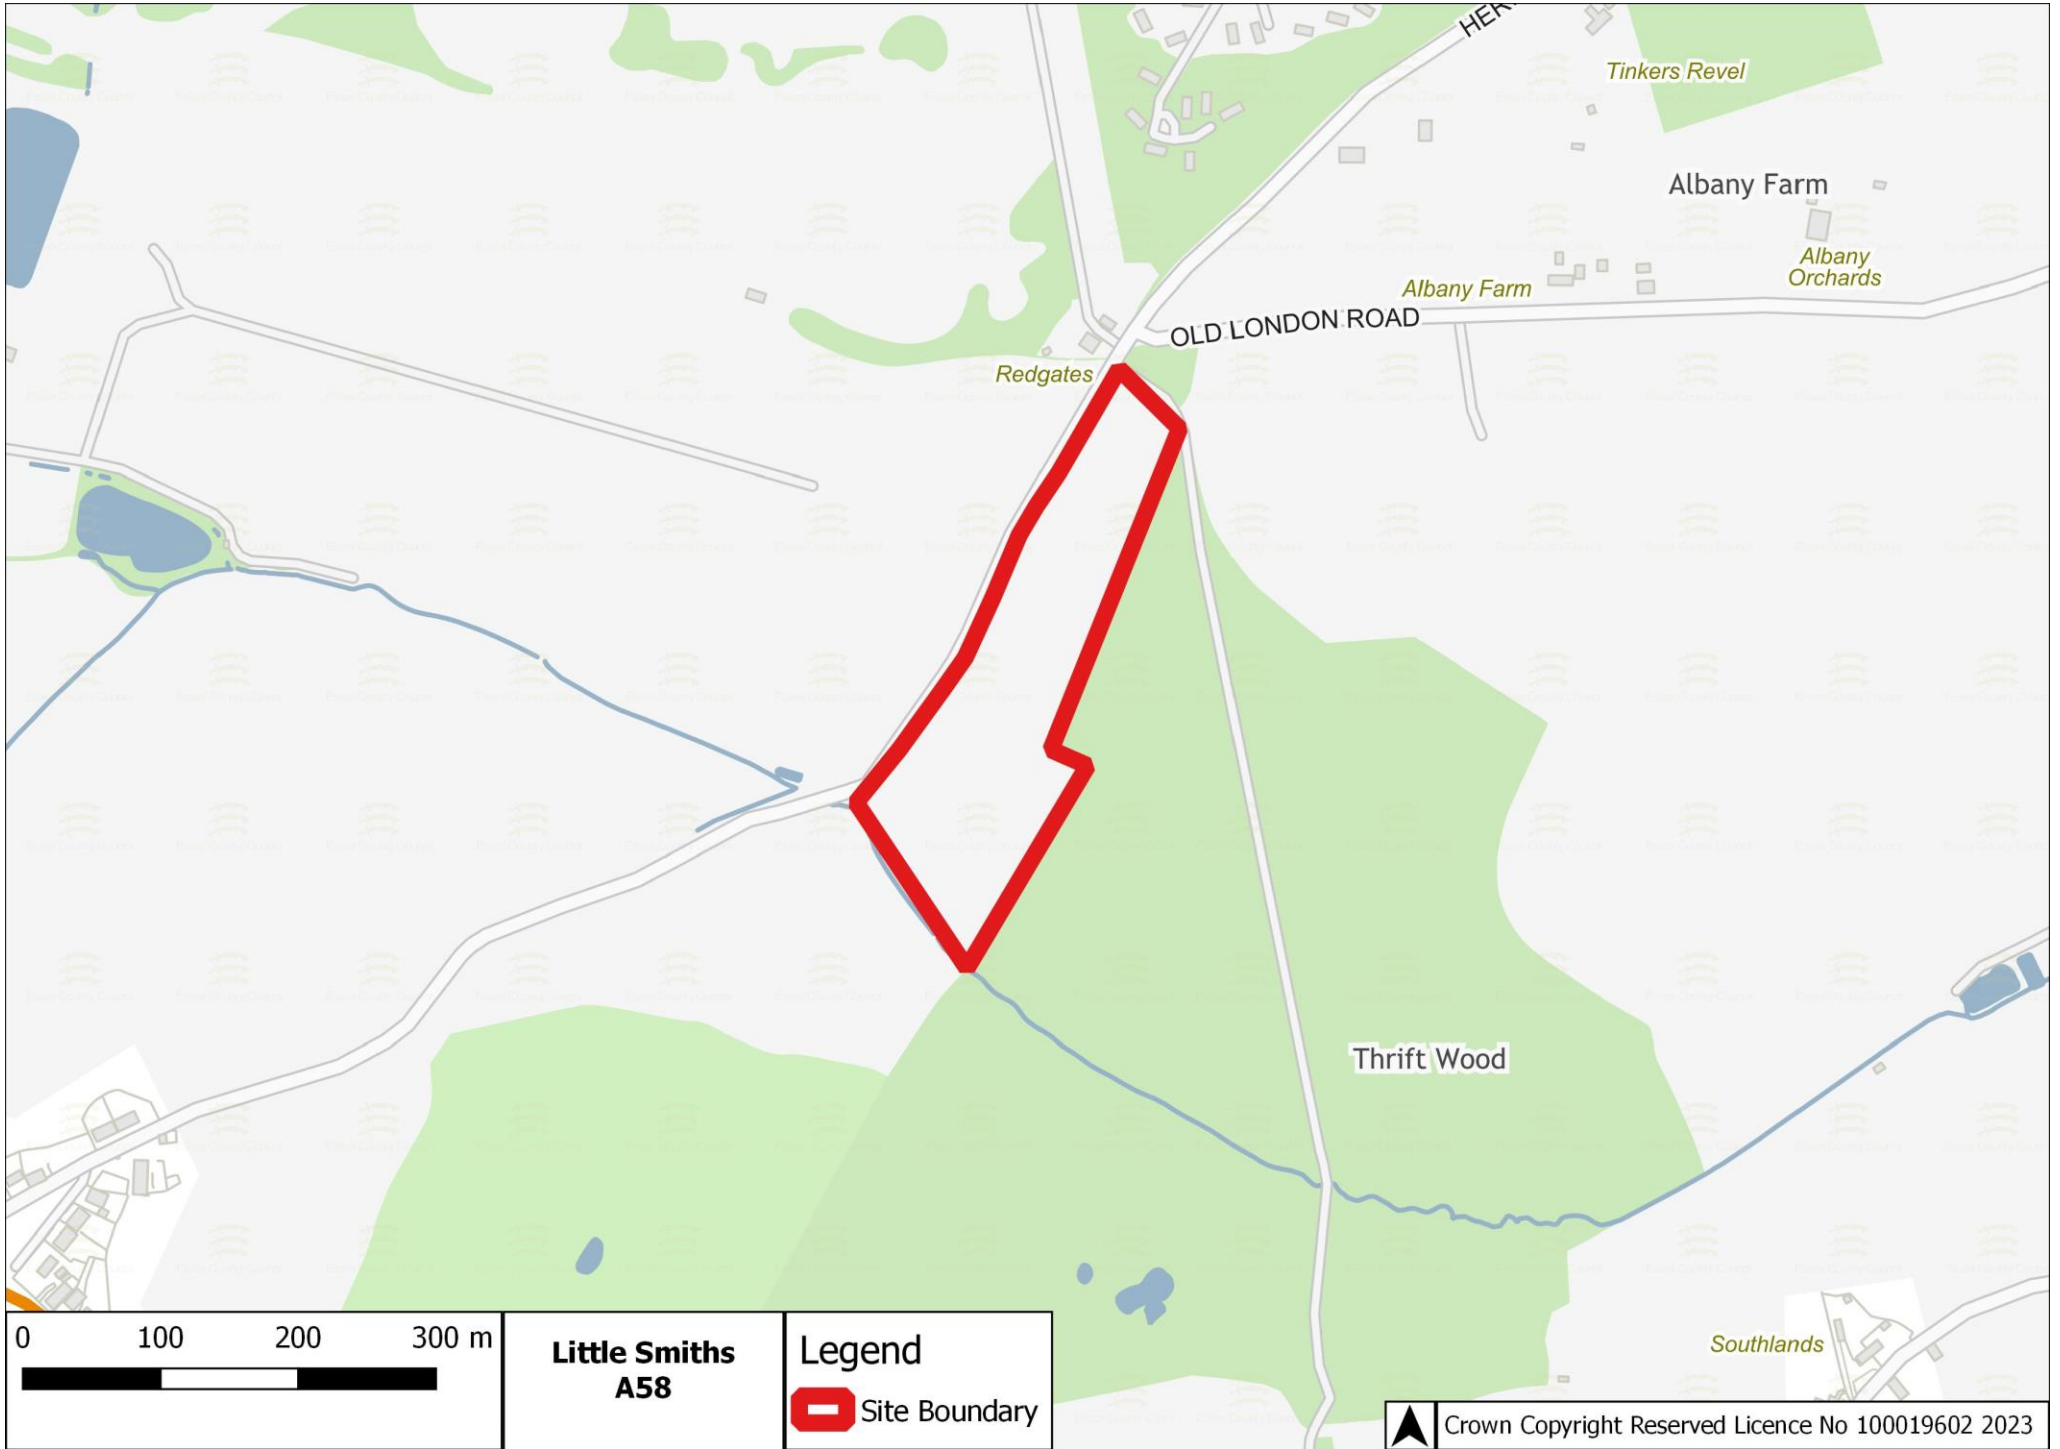 HER
Tinkers Revel
Albany Farm
Albany
Orchards
Albany Farm
OLD LONDON ROAD
Redgates
Thrift Wood
Southlands
0 100 200 300 m
Little Smiths
A58
Legend
Site Boundary
Crown Copyright Reserved Licence No 100019602 2023